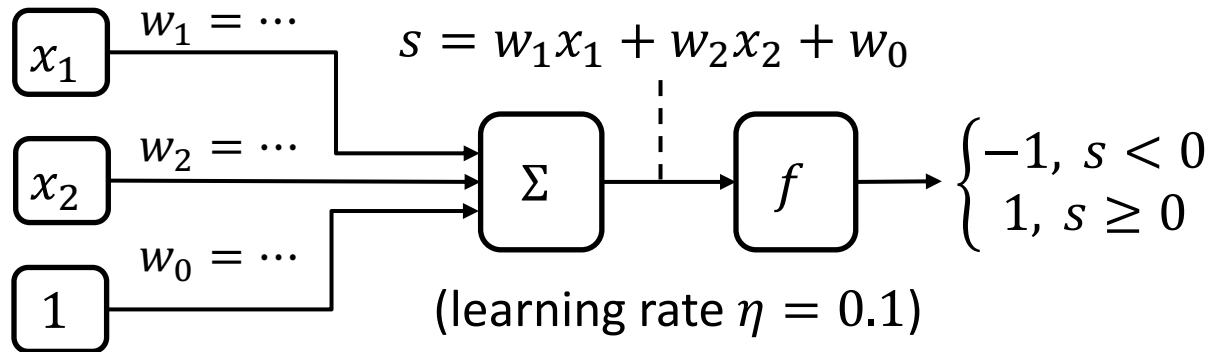 x₁
w₁ = ⋯
s = w₁x₁ + w₂x₂ + w₀
x₂
w₂ = ⋯
Σ
f
−1, s < 0
1, s ≥ 0
1
w₀ = ⋯
(learning rate η = 0.1)